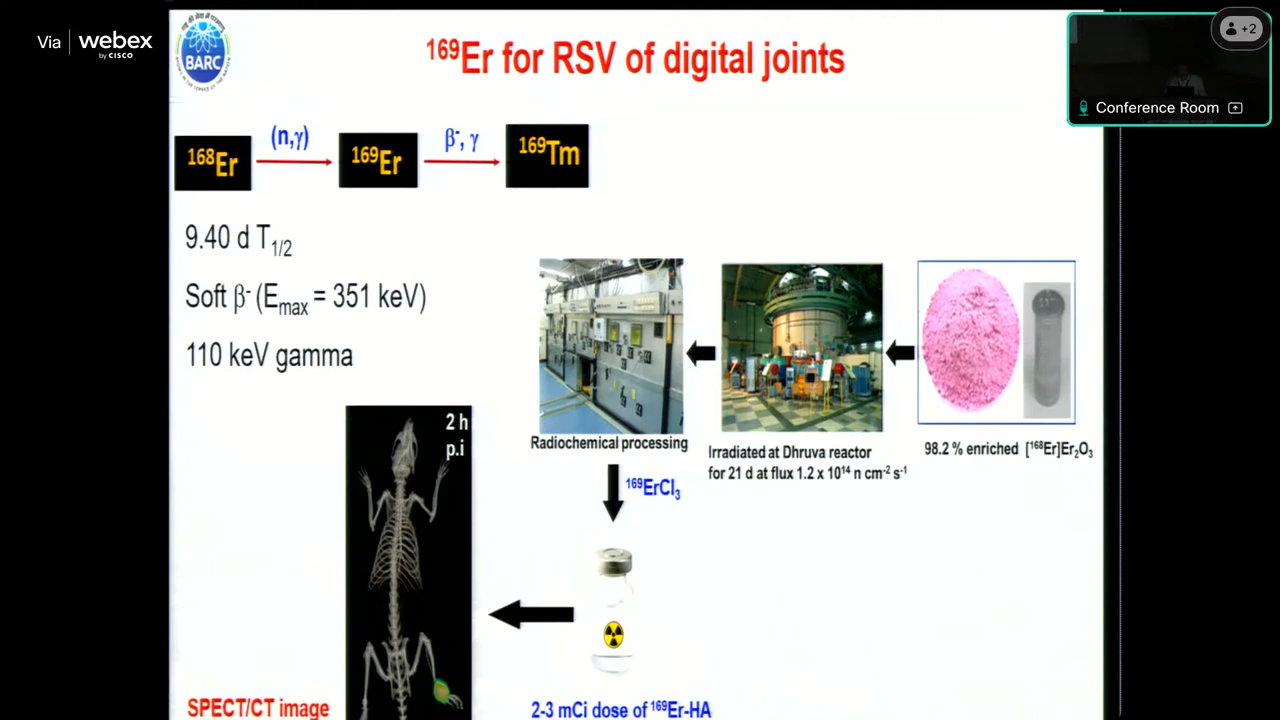 Via webex
by CISCO
BARC
¹⁶⁹Er for RSV of digital joints
+2
Conference Room
¹⁶⁸Er (n,γ) ¹⁶⁹Er β⁻, γ ¹⁶⁹Tm
9.40 d T₁/₂
Soft β⁻ (Eₘₐₓ = 351 keV)
110 keV gamma
Radiochemical processing
Irradiated at Dhruva reactor
for 21 d at flux 1.2 x 10¹⁴ n cm⁻² s⁻¹
98.2 % enriched [¹⁶⁸Er]Er₂O₃
¹⁶⁹ErCl₃
2 h
p.i
SPECT/CT image
2-3 mCi dose of ¹⁶⁹Er-HA